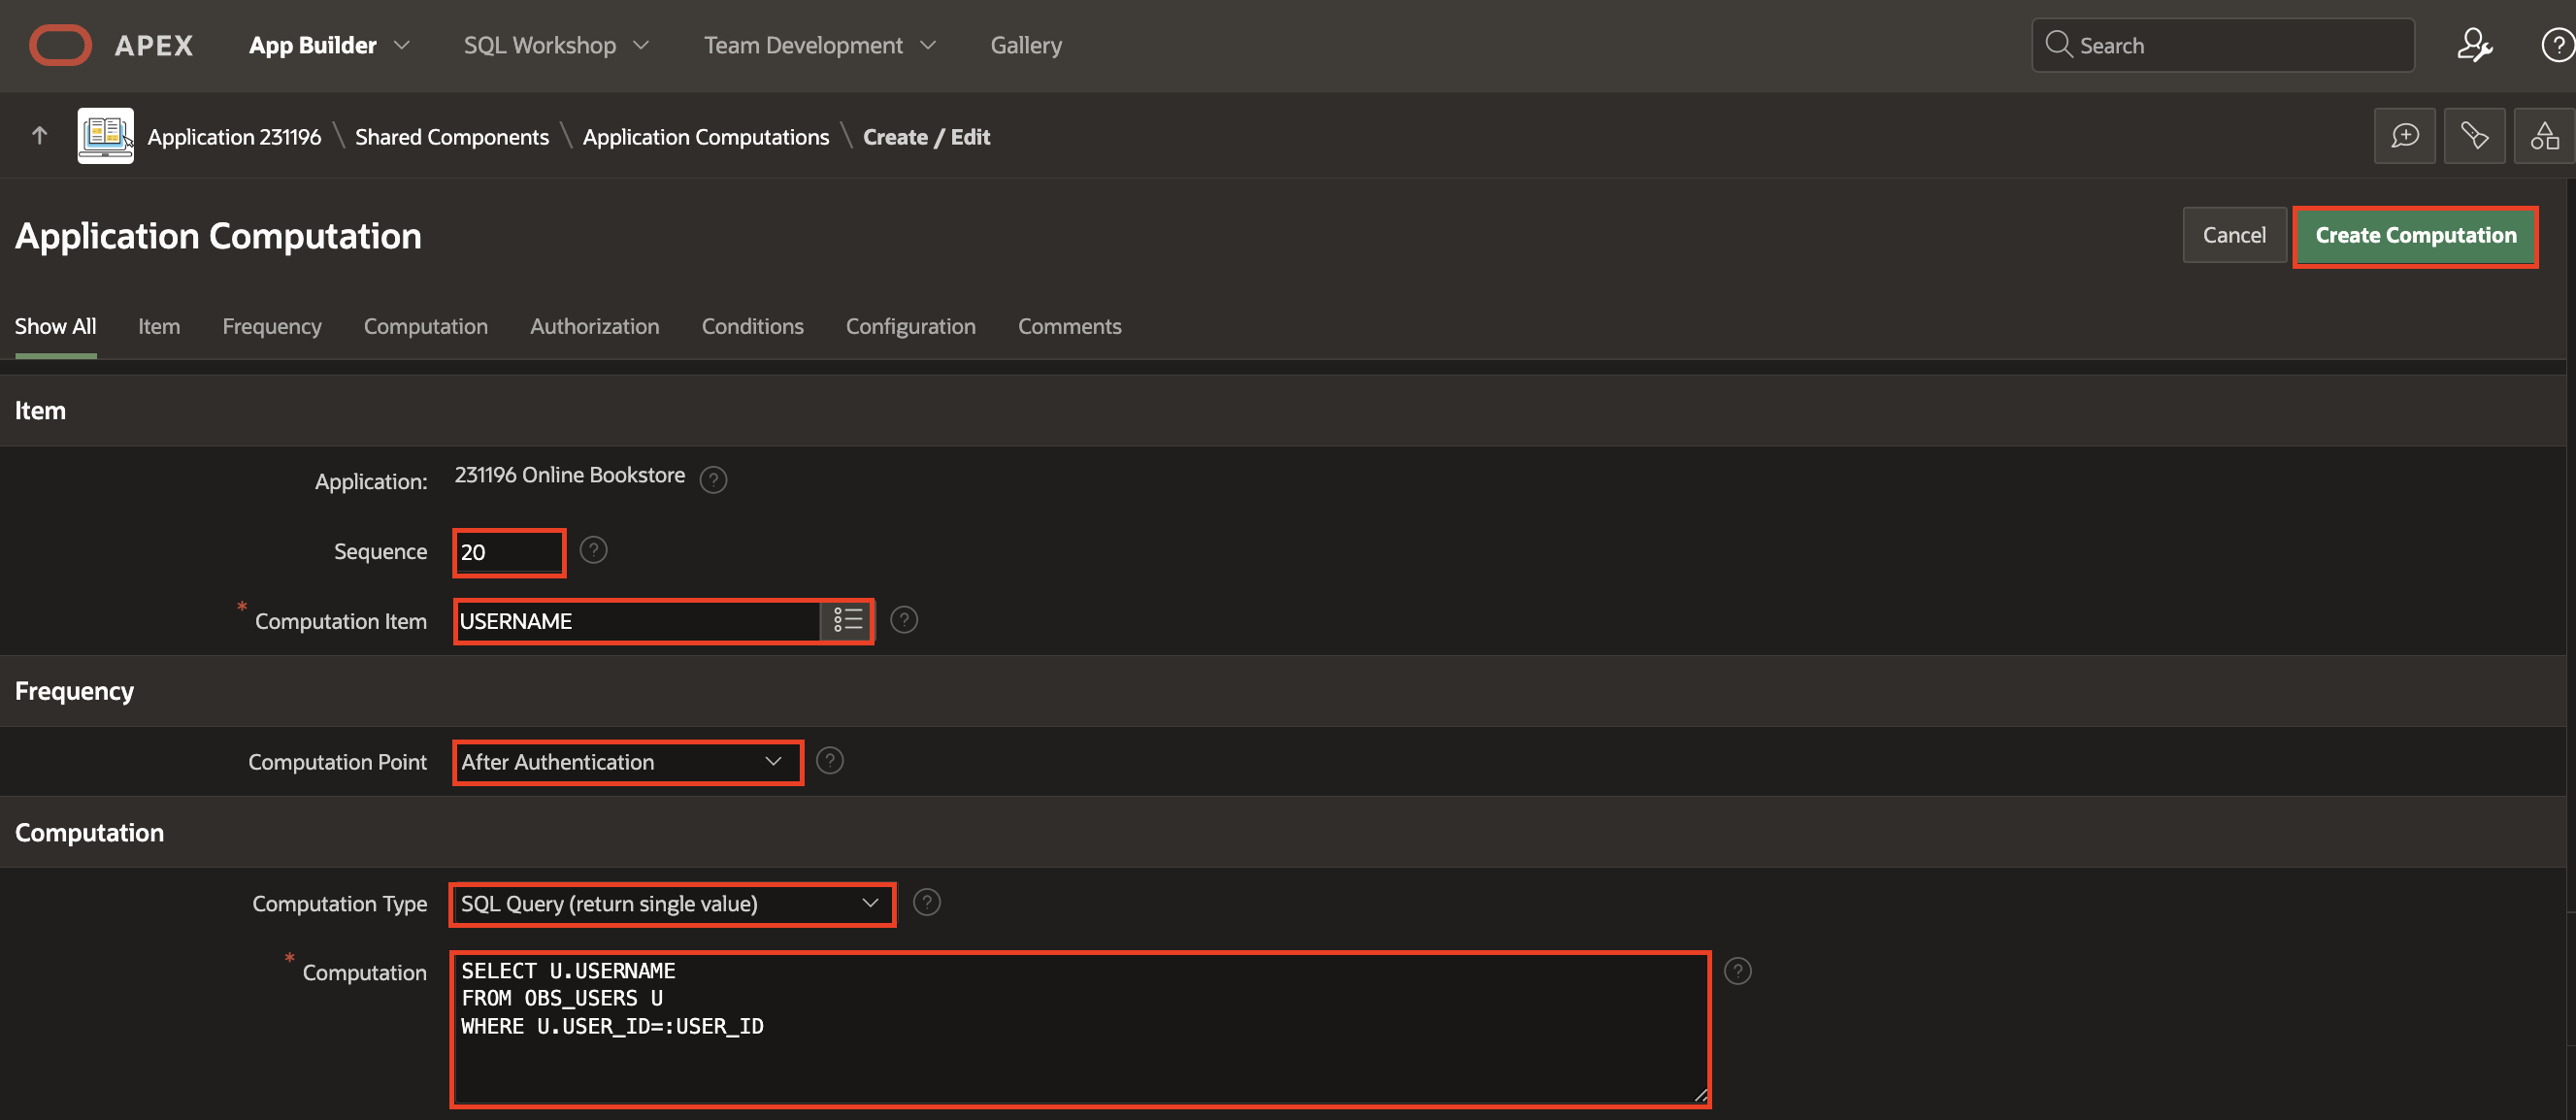 APEX App Builder SQL Workshop Team Development Gallery Search ?
Application 231196 \ Shared Components \ Application Computations \ Create / Edit
Application Computation Cancel Create Computation
Show All Item Frequency Computation Authorization Conditions Configuration Comments
Item
Application: 231196 Online Bookstore ?
Sequence 20 ?
* Computation Item USERNAME ?
Frequency
Computation Point After Authentication ?
Computation
Computation Type SQL Query (return single value) ?
* Computation SELECT U.USERNAME ?
FROM OBS_USERS U
WHERE U.USER_ID=:USER_ID